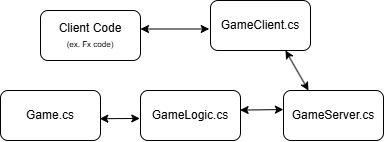 Client Code
(ex. Fx code)
GameClient.cs
Game.cs
GameLogic.cs
GameServer.cs